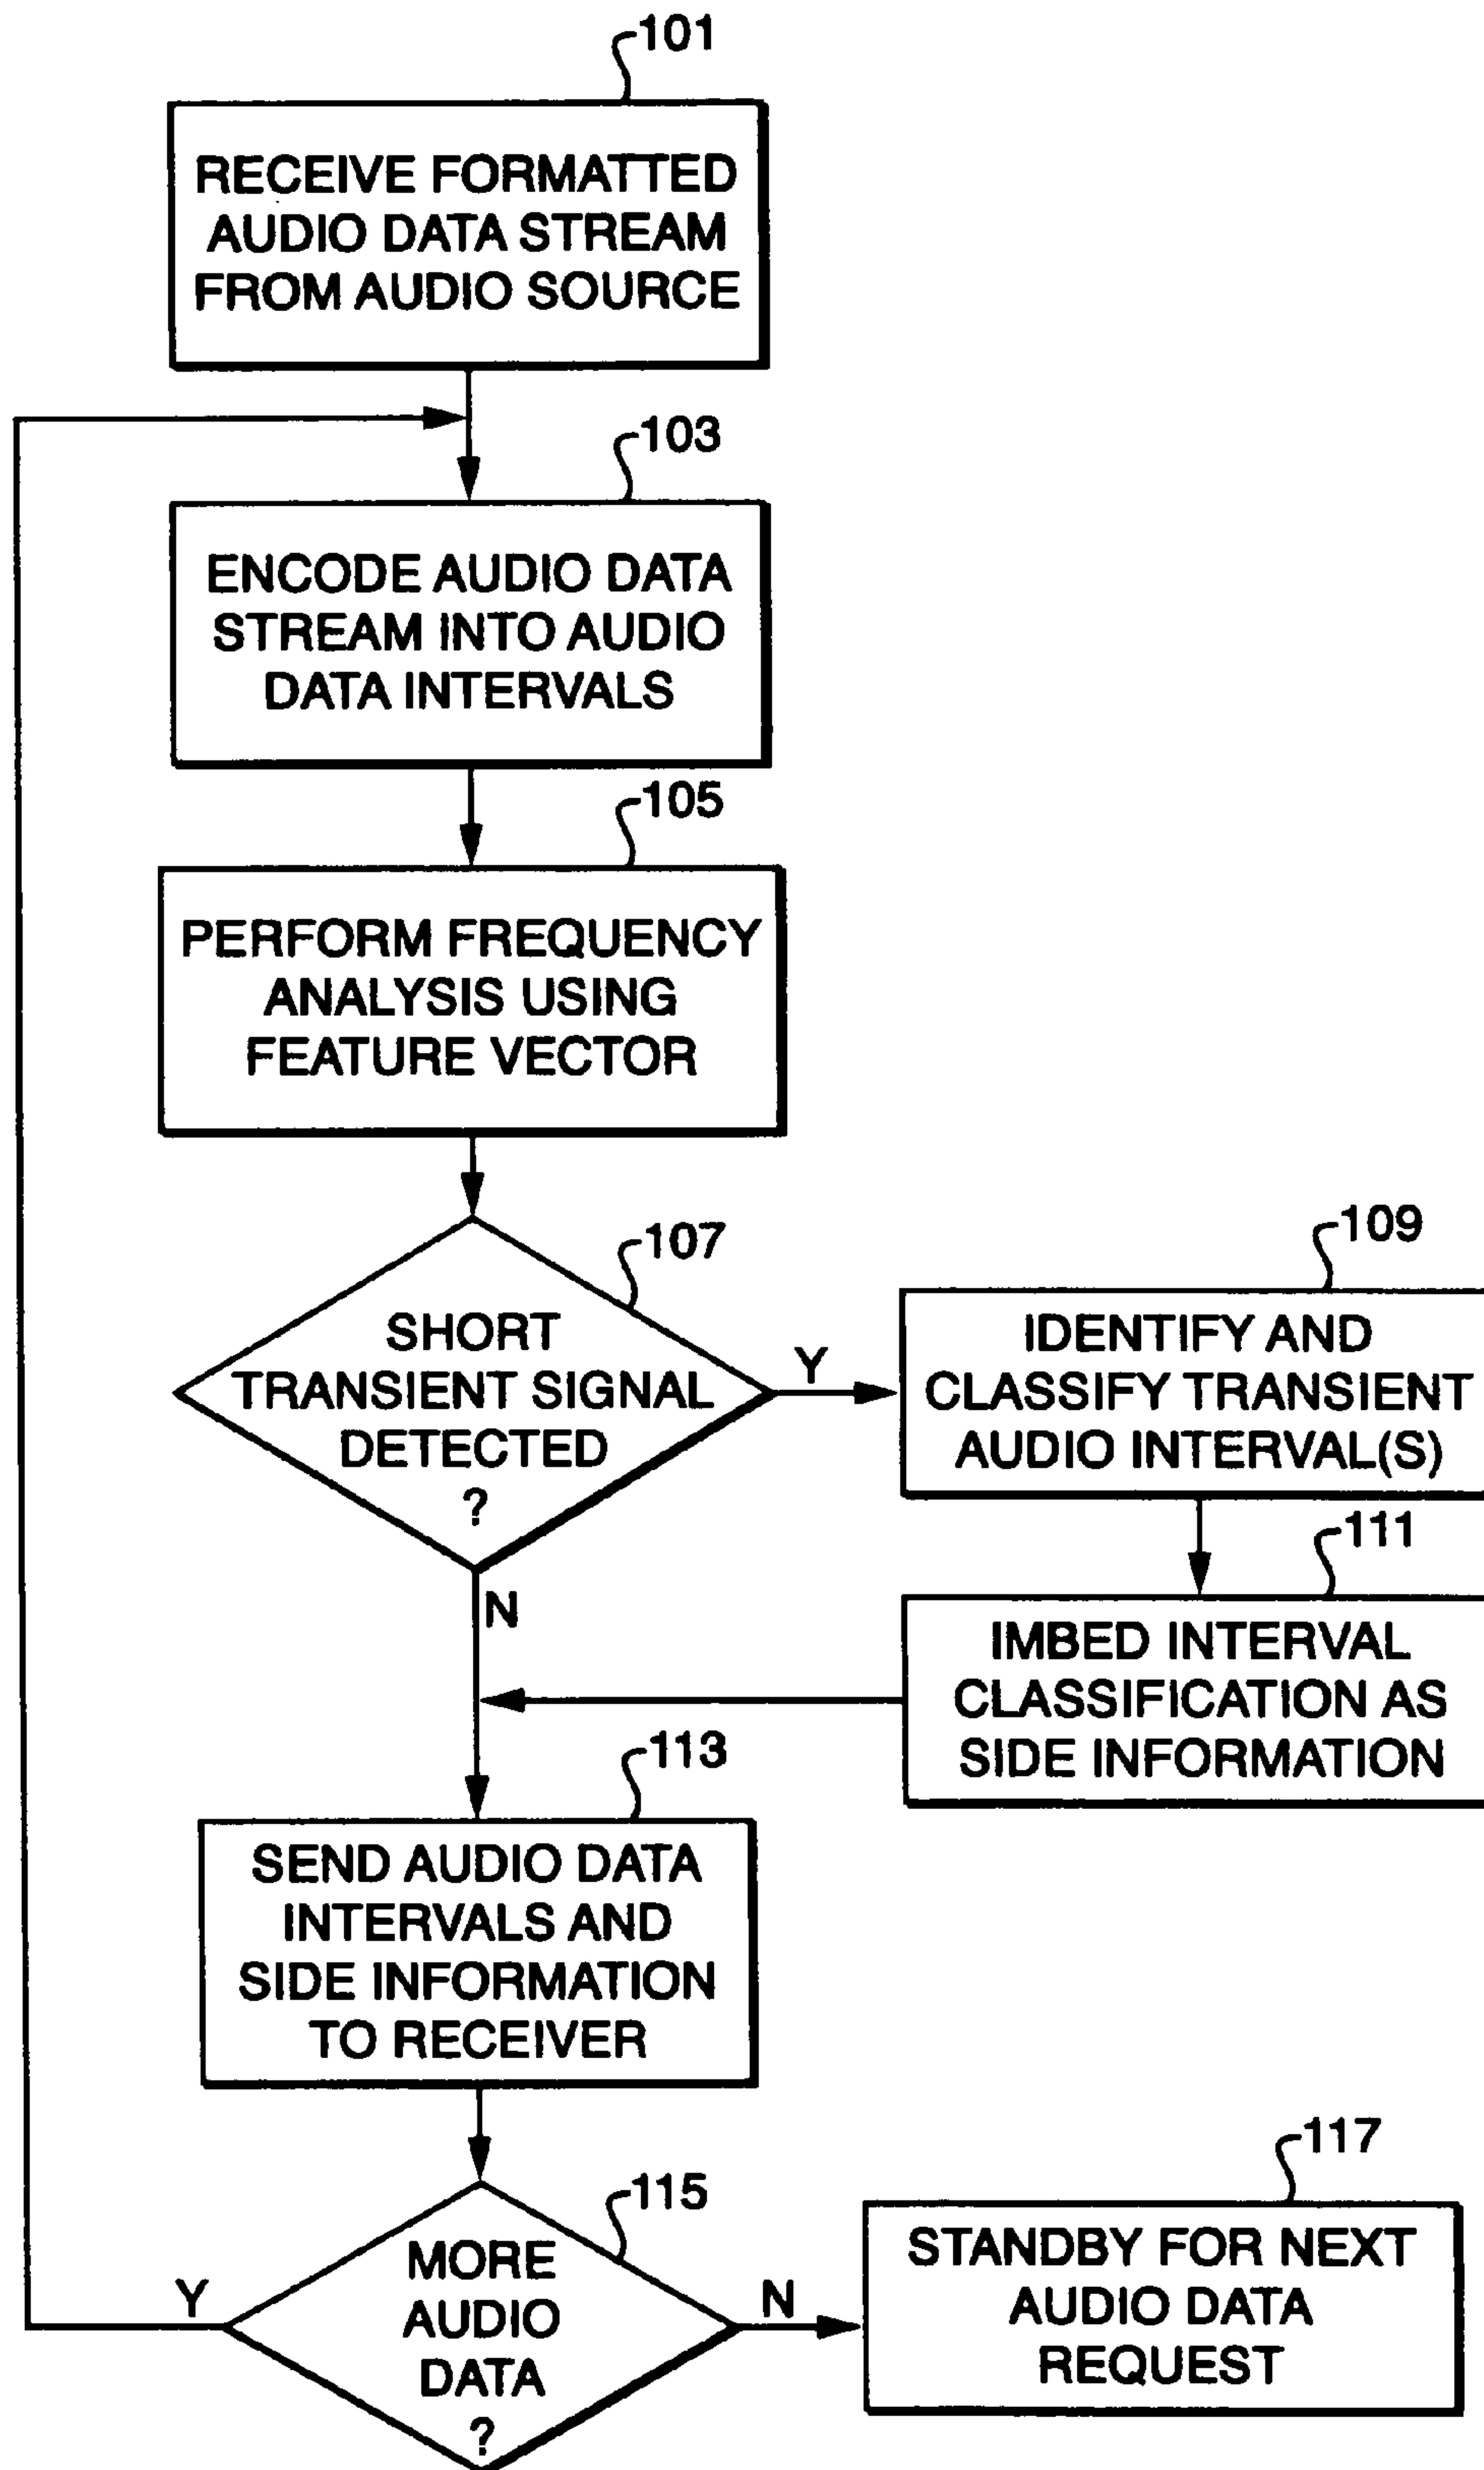 101
RECEIVE FORMATTED
AUDIO DATA STREAM
FROM AUDIO SOURCE
103
ENCODE AUDIO DATA
STREAM INTO AUDIO
DATA INTERVALS
105
PERFORM FREQUENCY
ANALYSIS USING
FEATURE VECTOR
107
SHORT
TRANSIENT SIGNAL
DETECTED
?
Y
N
109
IDENTIFY AND
CLASSIFY TRANSIENT
AUDIO INTERVAL(S)
111
IMBED INTERVAL
CLASSIFICATION AS
SIDE INFORMATION
113
SEND AUDIO DATA
INTERVALS AND
SIDE INFORMATION
TO RECEIVER
115
MORE
AUDIO
DATA
?
Y
N
117
STANDBY FOR NEXT
AUDIO DATA
REQUEST